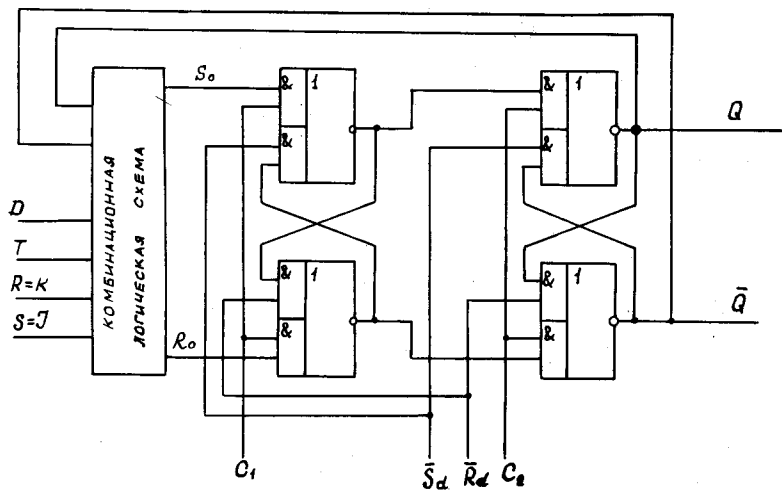 КОМБИНАЦИОННАЯ
ЛОГИЧЕСКАЯ СХЕМА
D
T
R=K
S=J
S₀
R₀
& 1
&
& 1
&
& 1
&
& 1
&
Q
Q̄
C₁
S̄d
R̄d
C₂